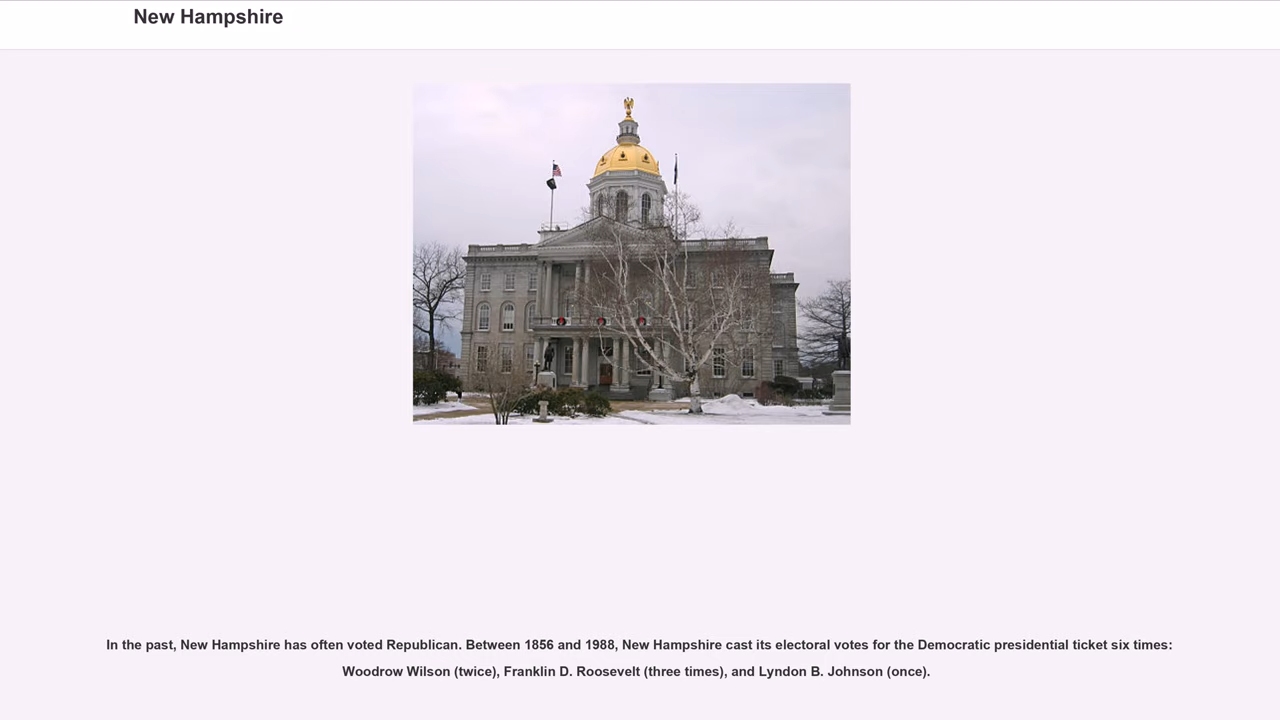 New Hampshire
In the past, New Hampshire has often voted Republican. Between 1856 and 1988, New Hampshire cast its electoral votes for the Democratic presidential ticket six times:
Woodrow Wilson (twice), Franklin D. Roosevelt (three times), and Lyndon B. Johnson (once).